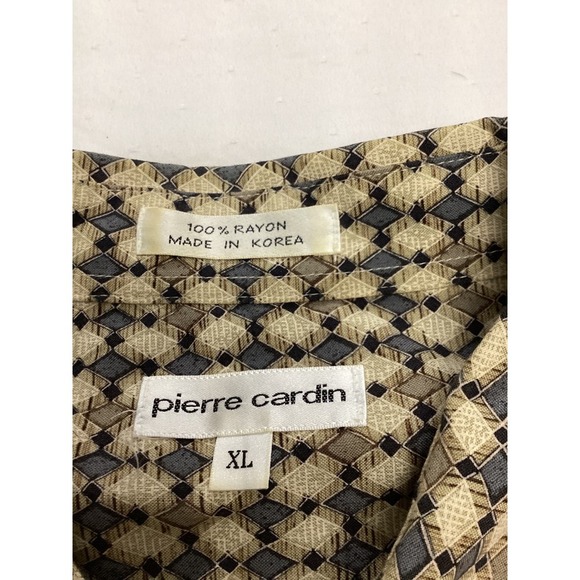 100% RAYON
MADE IN KOREA
pierre cardin
XL